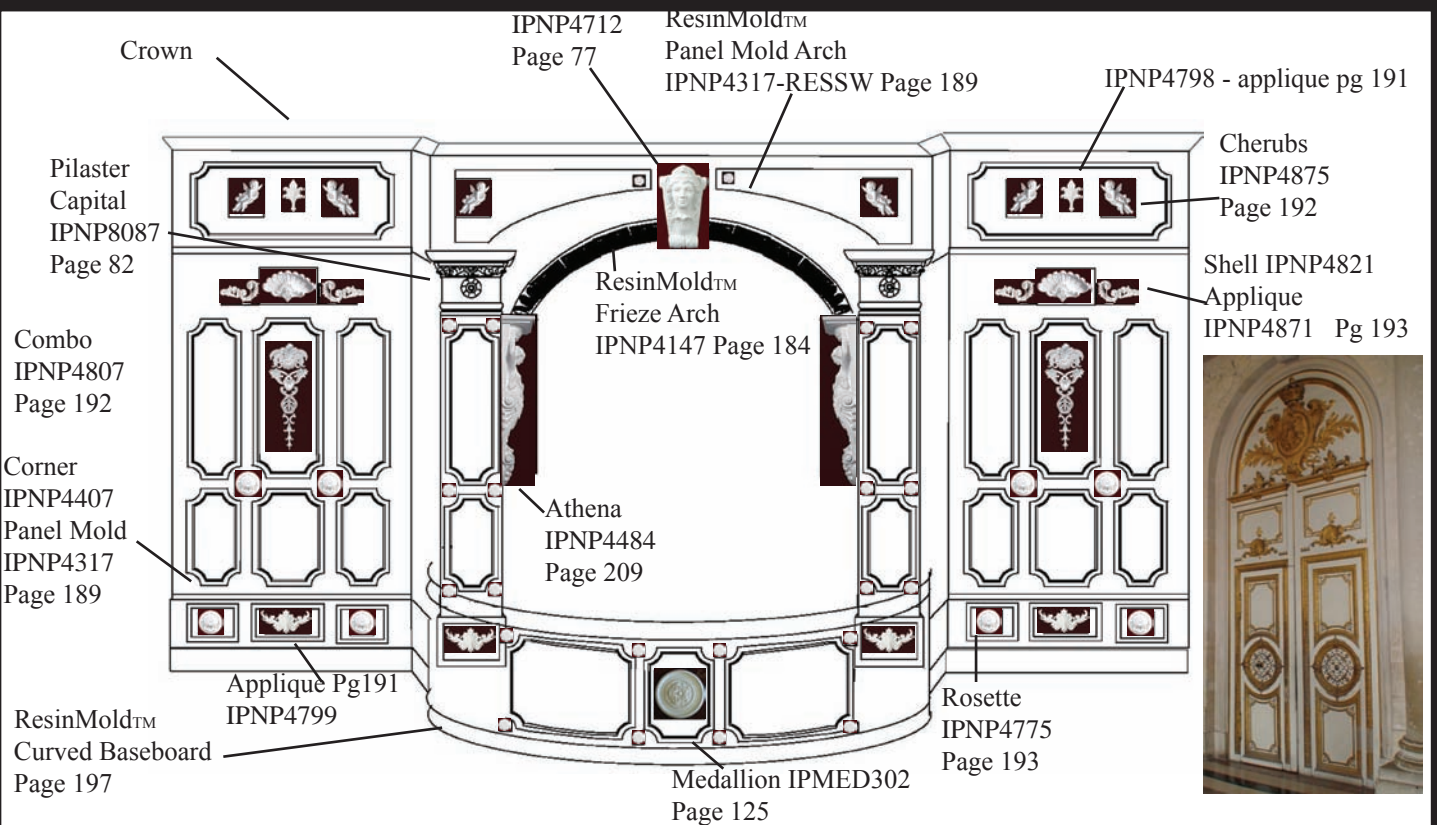 IPNP4712
Page 77
ResinMold™
Panel Mold Arch
IPNP4317-RESSW Page 189
Crown
IPNP4798 - applique pg 191
Cherubs
IPNP4875
Page 192
Pilaster
Capital
IPNP8087
Page 82
ResinMold™
Frieze Arch
IPNP4147 Page 184
Shell IPNP4821
Applique
IPNP4871 Pg 193
Combo
IPNP4807
Page 192
Corner
IPNP4407
Panel Mold
IPNP4317
Page 189
Athena
IPNP4484
Page 209
Applique Pg191
IPNP4799
ResinMold™
Curved Baseboard
Page 197
Rosette
IPNP4775
Page 193
Medallion IPMED302
Page 125